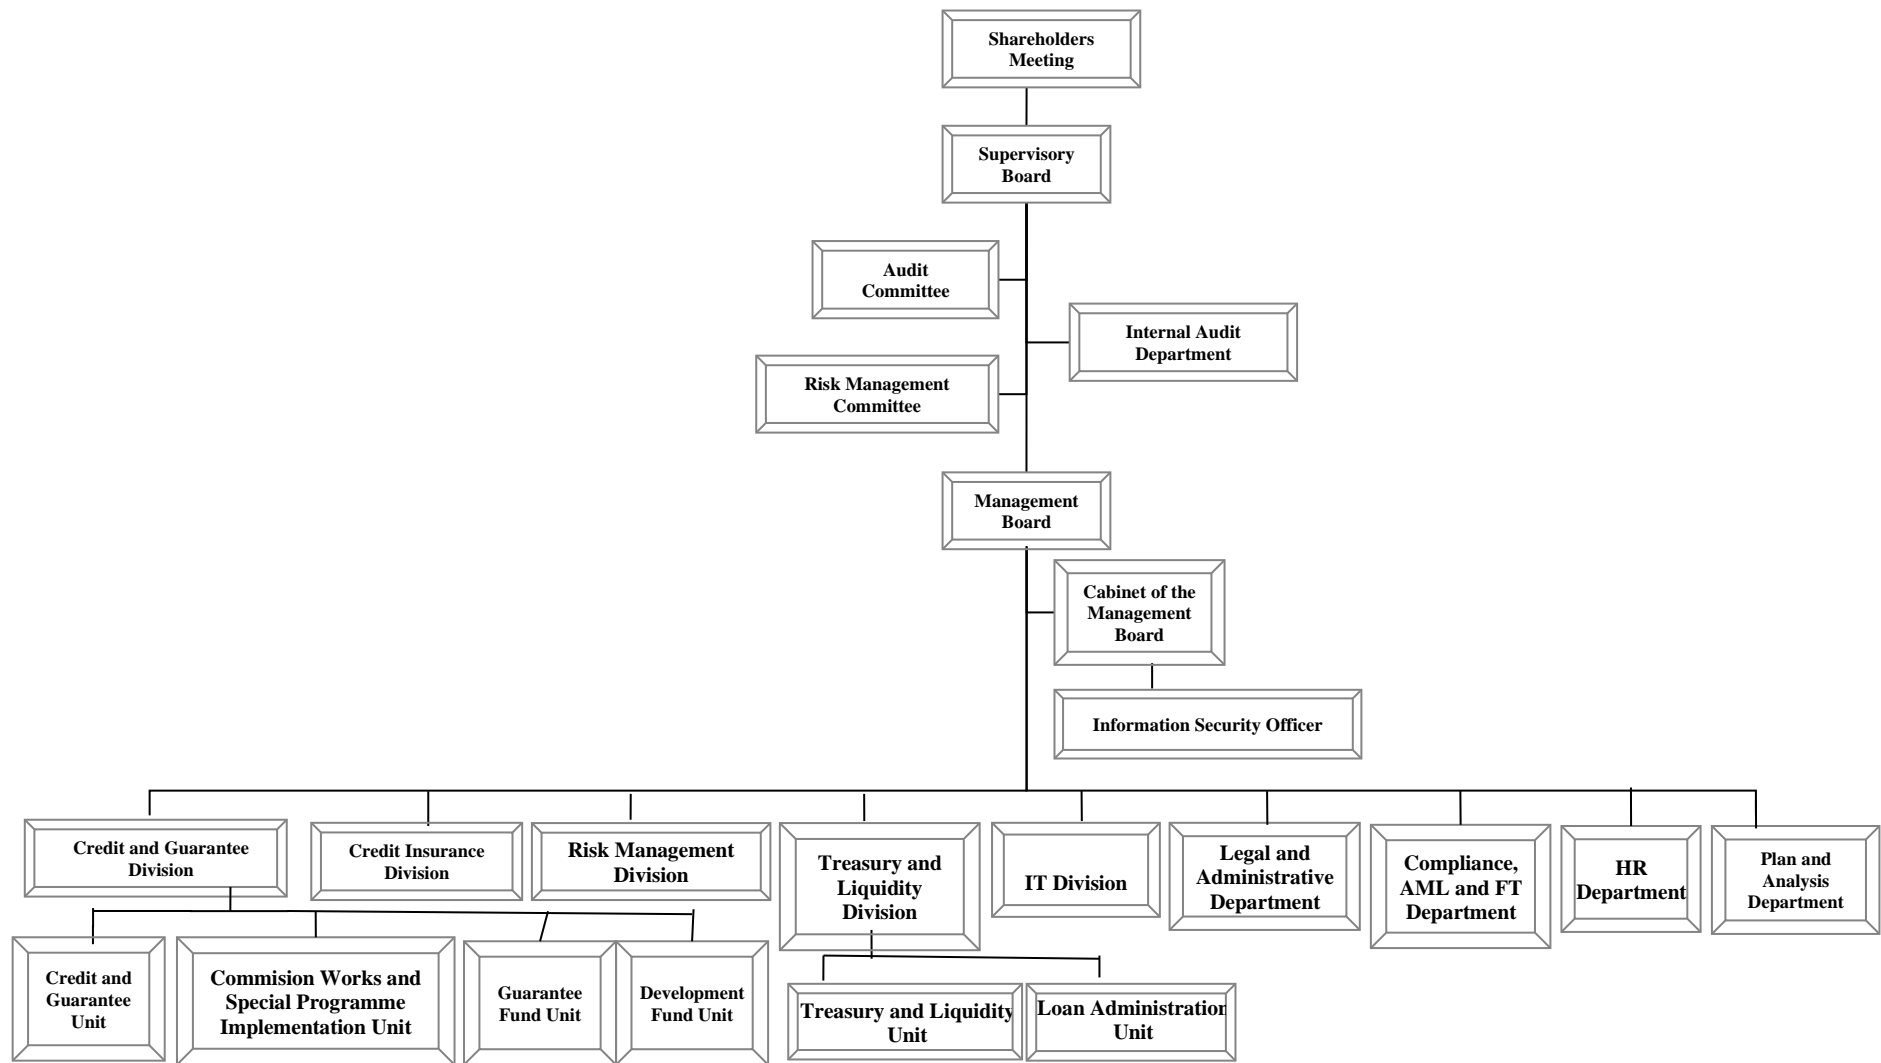 Shareholders
Meeting
Supervisory
Board
Audit
Committee
Internal Audit
Department
Risk Management
Committee
Management
Board
Cabinet of the
Management
Board
Information Security Officer
Credit and Guarantee
Division
Credit Insurance
Division
Risk Management
Division
Treasury and
Liquidity
Division
IT Division
Legal and
Administrative
Department
Compliance,
AML and FT
Department
HR
Department
Plan and
Analysis
Department
Credit and
Guarantee
Unit
Commision Works and
Special Programme
Implementation Unit
Guarantee
Fund Unit
Development
Fund Unit
Treasury and Liquidity
Unit
Loan Administration
Unit